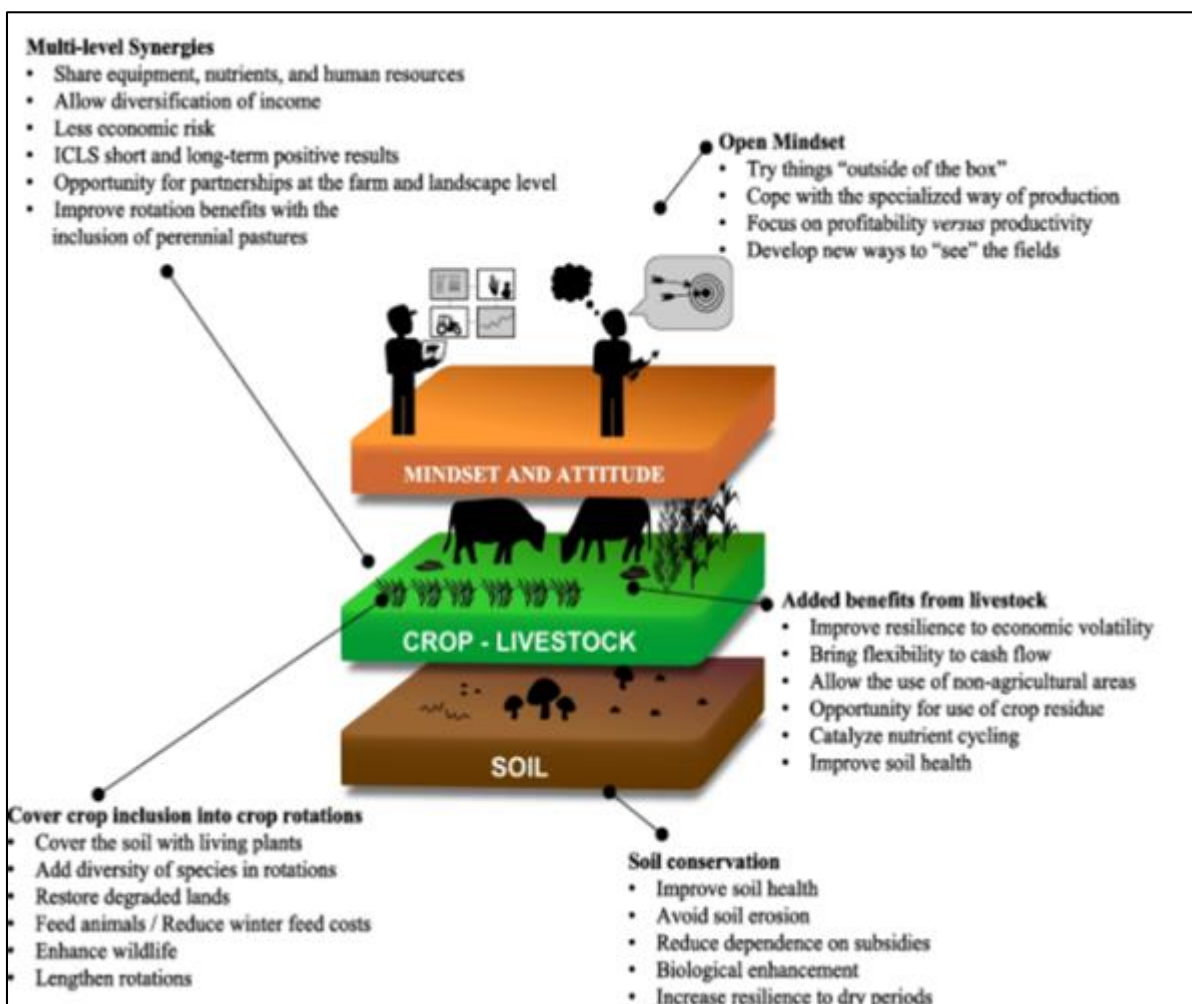 Multi-level Synergies
• Share equipment, nutrients, and human resources
• Allow diversification of income
• Less economic risk
• ICLS short and long-term positive results
• Opportunity for partnerships at the farm and landscape level
• Improve rotation benefits with the
inclusion of perennial pastures
Open Mindset
• Try things “outside of the box”
• Cope with the specialized way of production
• Focus on profitability versus productivity
• Develop new ways to “see” the fields
MINDSET AND ATTITUDE
CROP - LIVESTOCK
SOIL
Added benefits from livestock
• Improve resilience to economic volatility
• Bring flexibility to cash flow
• Allow the use of non-agricultural areas
• Opportunity for use of crop residue
• Catalyze nutrient cycling
• Improve soil health
Cover crop inclusion into crop rotations
• Cover the soil with living plants
• Add diversity of species in rotations
• Restore degraded lands
• Feed animals / Reduce winter feed costs
• Enhance wildlife
• Lengthen rotations
Soil conservation
• Improve soil health
• Avoid soil erosion
• Reduce dependence on subsidies
• Biological enhancement
• Increase resilience to dry periods